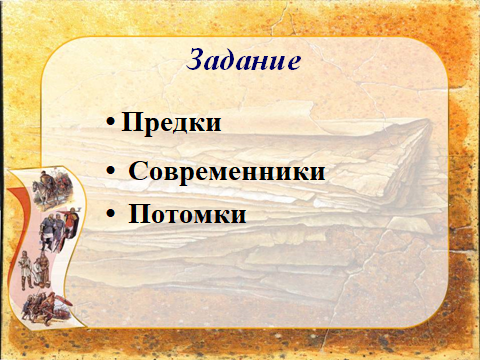 Задание
• Предки
• Современники
• Потомки